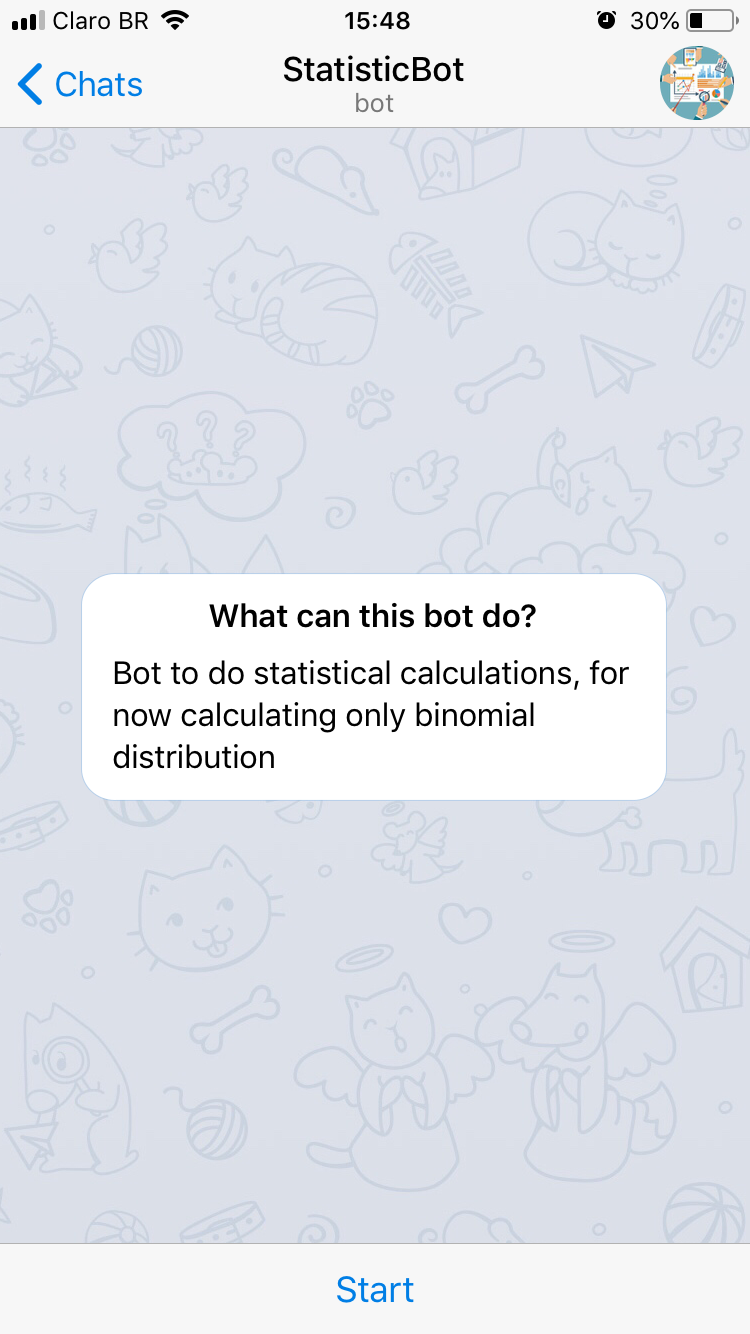 Claro BR 15:48 30%
Chats StatisticBot
bot
What can this bot do?
Bot to do statistical calculations, for
now calculating only binomial
distribution
Start